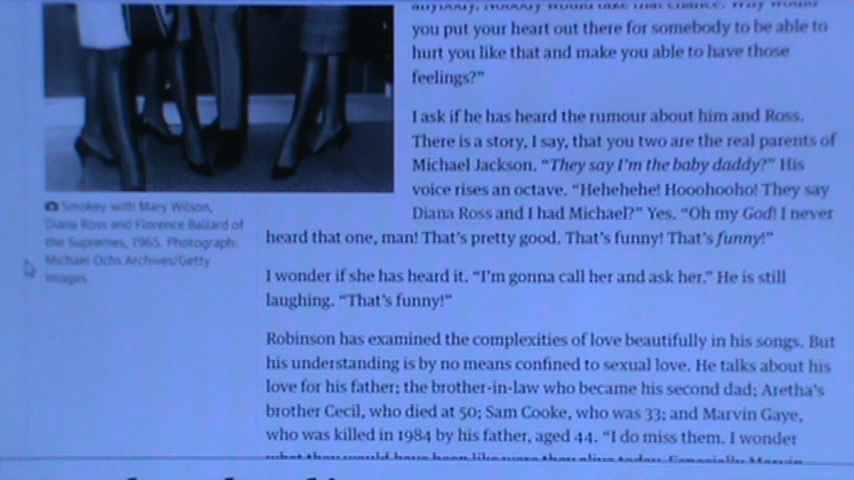 you put your heart out there for somebody to be able to
hurt you like that and make you able to have those
feelings?”
I ask if he has heard the rumour about him and Ross.
There is a story, I say, that you two are the real parents of
Michael Jackson. “They say I’m the baby daddy?” His
voice rises an octave. “Hehehehe! Hooohooho! They say
Diana Ross and I had Michael?” Yes. “Oh my God! I never
heard that one, man! That’s pretty good. That’s funny! That’s funny!”
Smokey with Mary Wilson,
Diana Ross and Florence Ballard of
the Supremes, 1965. Photograph:
Michael Ochs Archives/Getty
Images
I wonder if she has heard it. “I’m gonna call her and ask her.” He is still
laughing. “That’s funny!”
Robinson has examined the complexities of love beautifully in his songs. But
his understanding is by no means confined to sexual love. He talks about his
love for his father; the brother-in-law who became his second dad; Aretha’s
brother Cecil, who died at 50; Sam Cooke, who was 33; and Marvin Gaye,
who was killed in 1984 by his father, aged 44. “I do miss them. I wonder